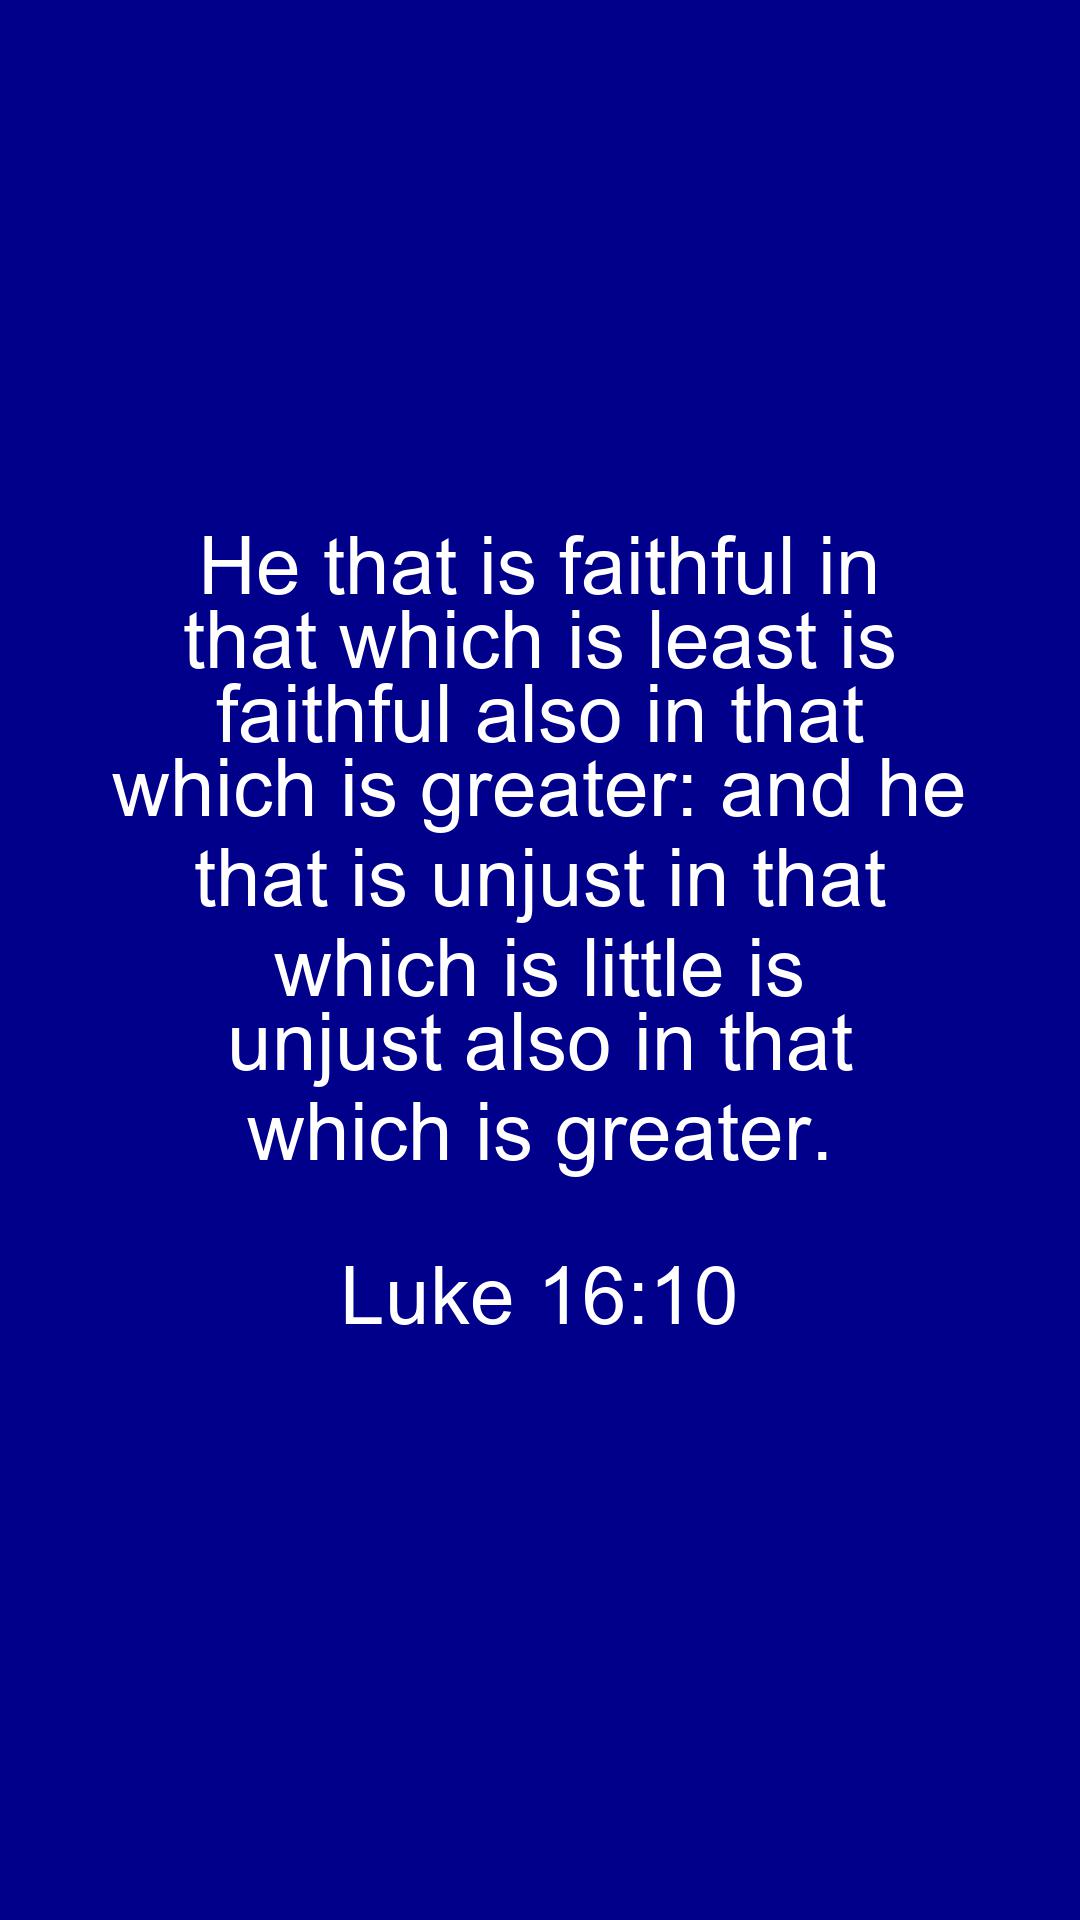 He that is faithful in
that which is least is
faithful also in that
which is greater: and he
that is unjust in that
which is little is
unjust also in that
which is greater.
Luke 16:10